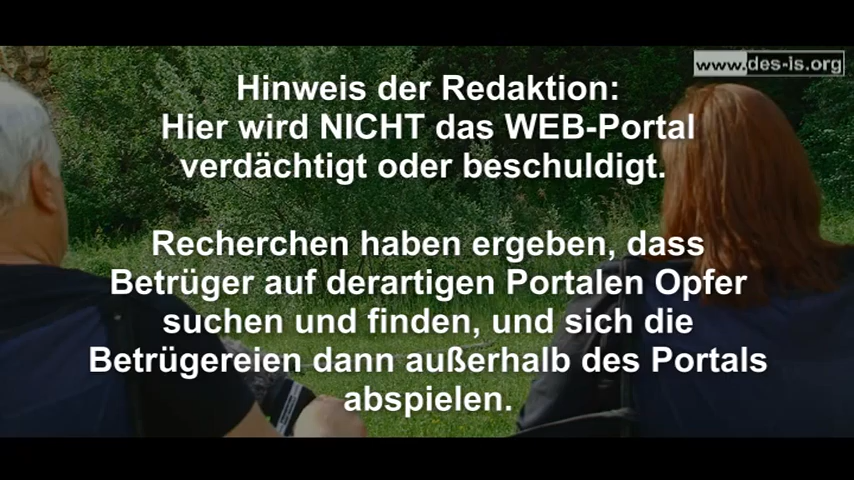 www.des-is.org
Hinweis der Redaktion:
Hier wird NICHT das WEB-Portal
verdächtigt oder beschuldigt.
Recherchen haben ergeben, dass
Betrüger auf derartigen Portalen Opfer
suchen und finden, und sich die
Betrügereien dann außerhalb des Portals
abspielen.